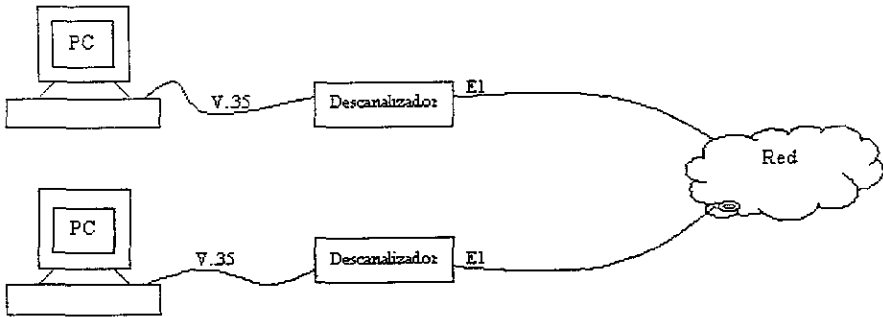 PC
V.35
Descanalizador
E1
Red
PC
V.35
Descanalizador
E1